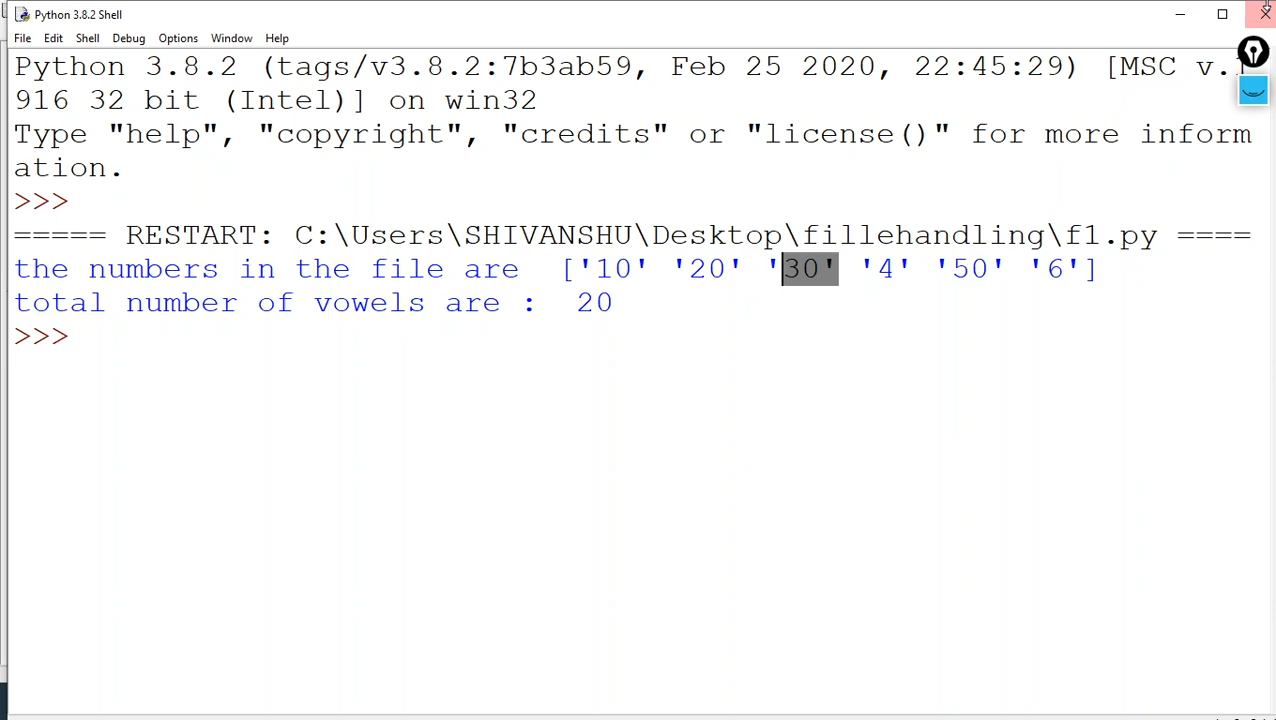 Python 3.8.2 Shell
File Edit Shell Debug Options Window Help
Python 3.8.2 (tags/v3.8.2:7b3ab59, Feb 25 2020, 22:45:29) [MSC v.1
916 32 bit (Intel)] on win32
Type "help", "copyright", "credits" or "license()" for more inform
ation.
>>>
===== RESTART: C:\Users\SHIVANSHU\Desktop\fillehandling\f1.py ====
the numbers in the file are  ['10' '20' '30' '4' '50' '6']
total number of vowels are :  20
>>>